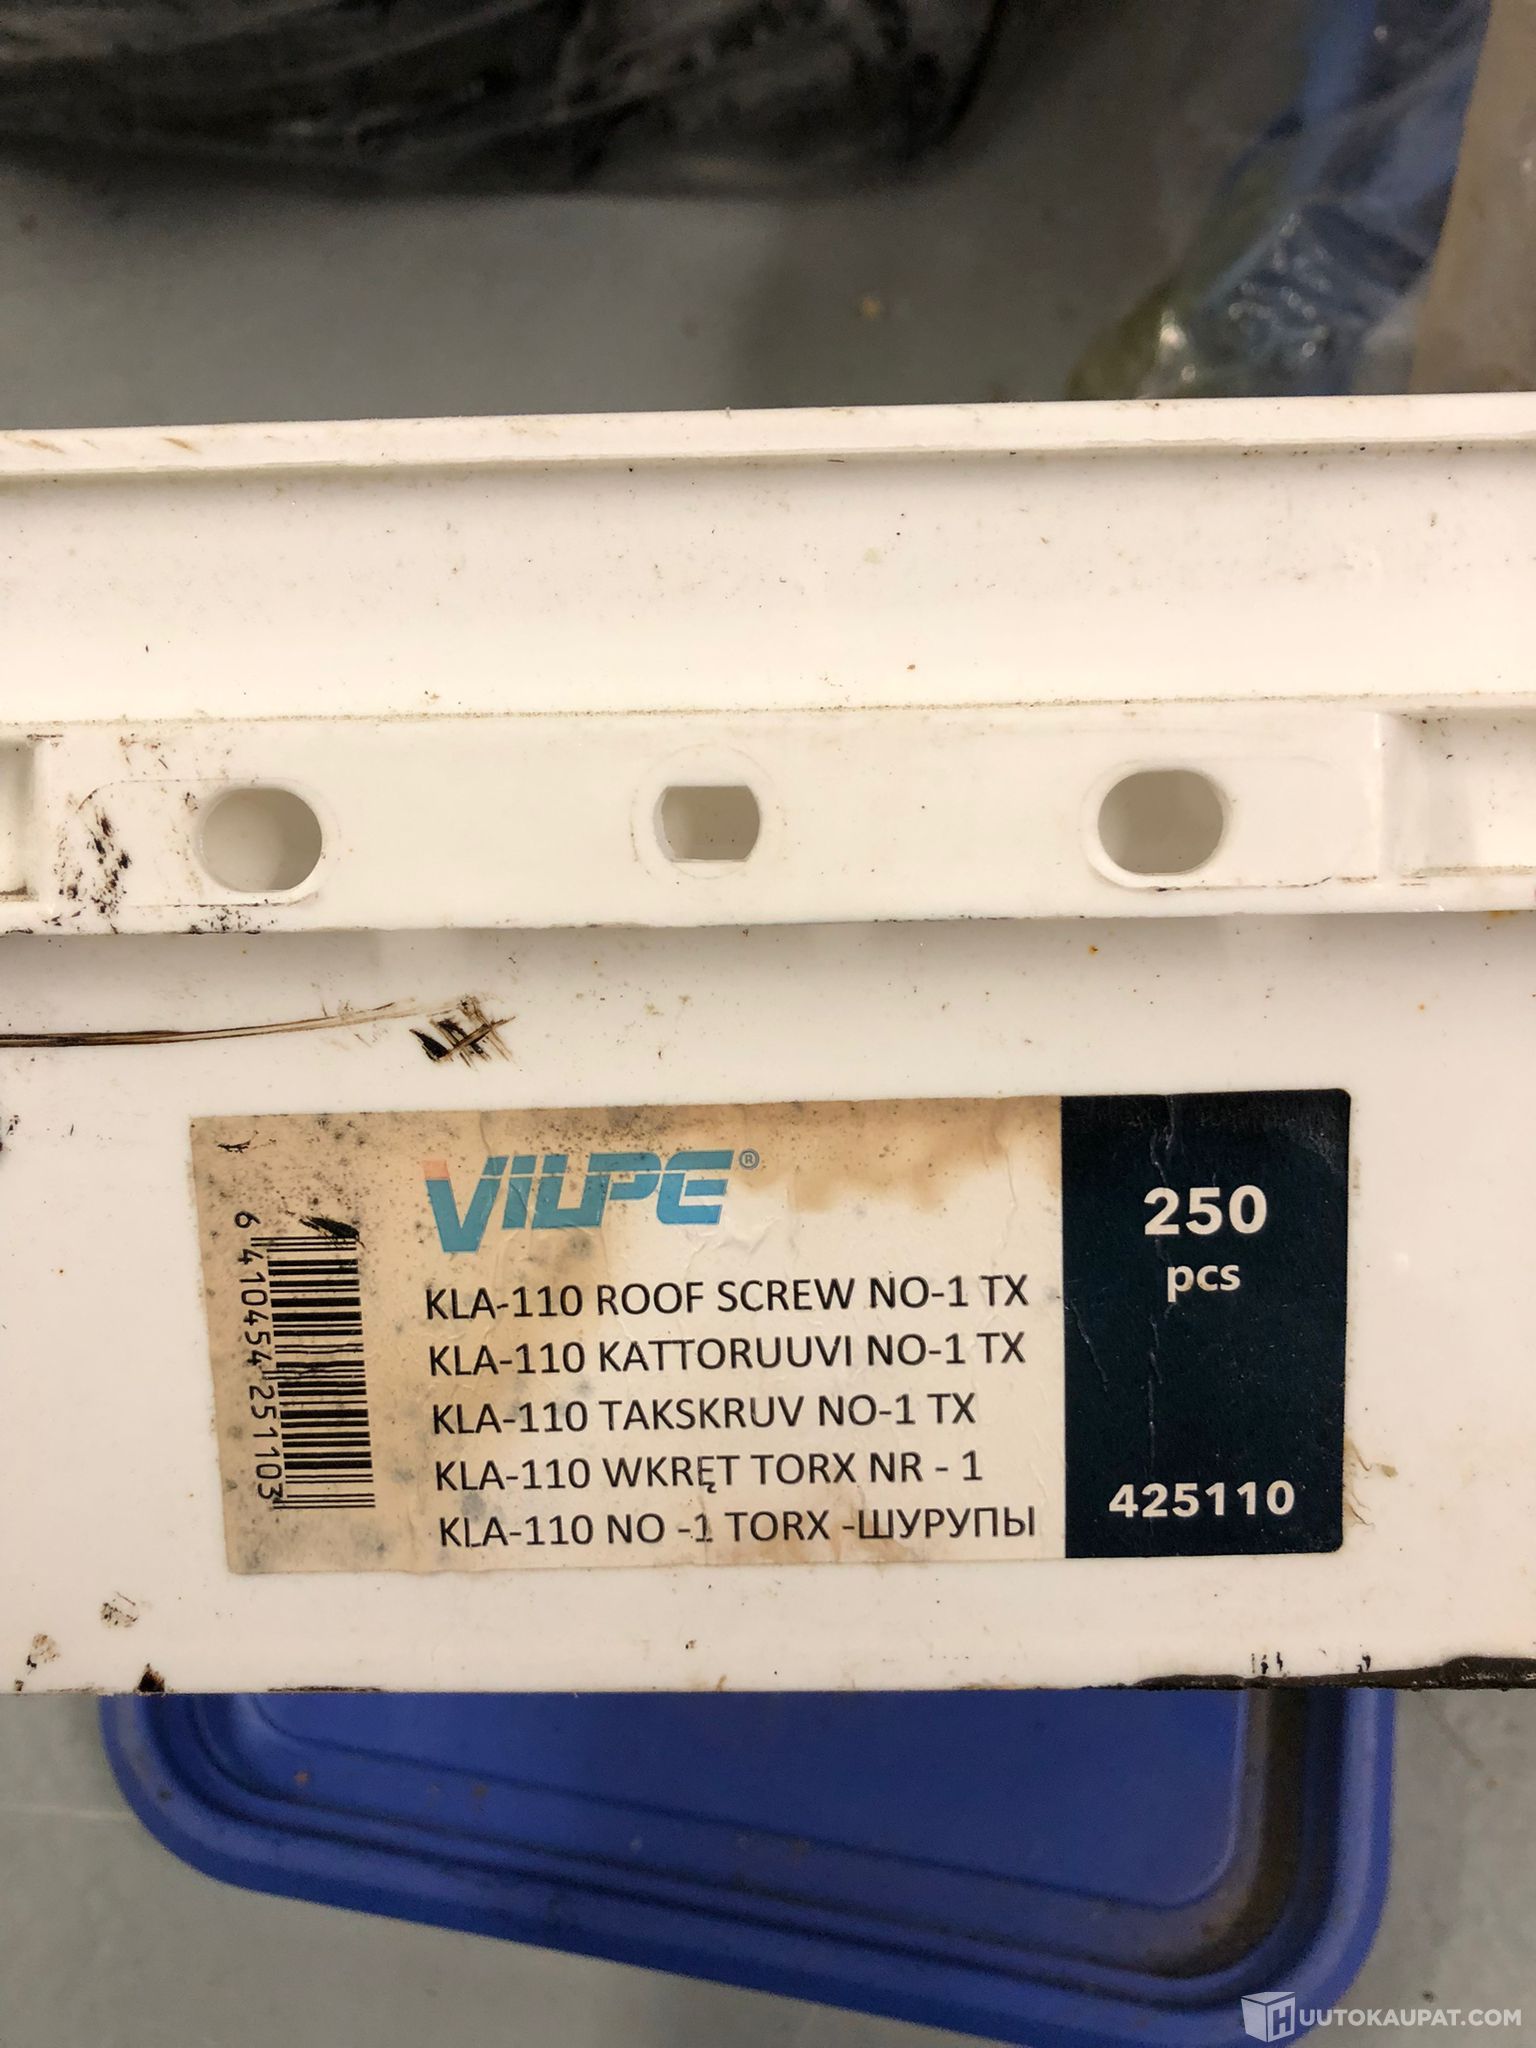 VILPE®
KLA-110 ROOF SCREW NO-1 TX
KLA-110 KATTORUUVI NO-1 TX
KLA-110 TAKSKRUV NO-1 TX
KLA-110 WKRĘT TORX NR - 1
KLA-110 NO -1 TORX -ШУРУПЫ
250
pcs
425110
6 410454 251103
HUUTOKAUPAT.COM